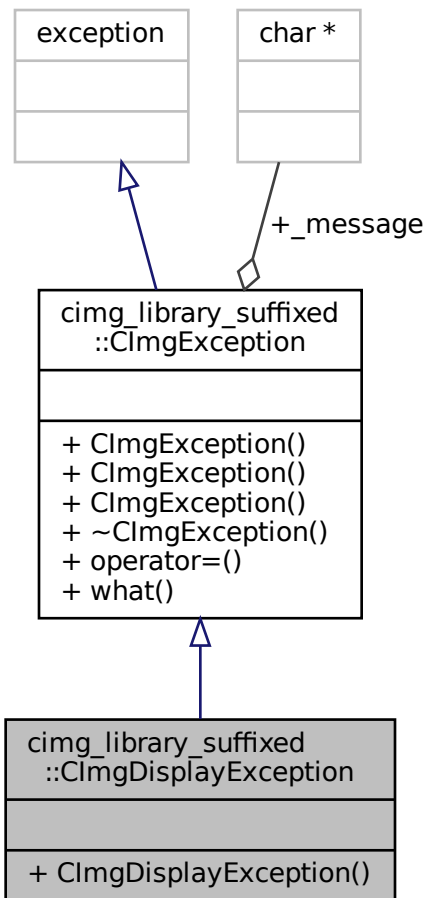 exception
char *
+_message
cimg_library_suffixed
::CImgException
+ CImgException()
+ CImgException()
+ CImgException()
+ ~CImgException()
+ operator=()
+ what()
cimg_library_suffixed
::CImgDisplayException
+ CImgDisplayException()